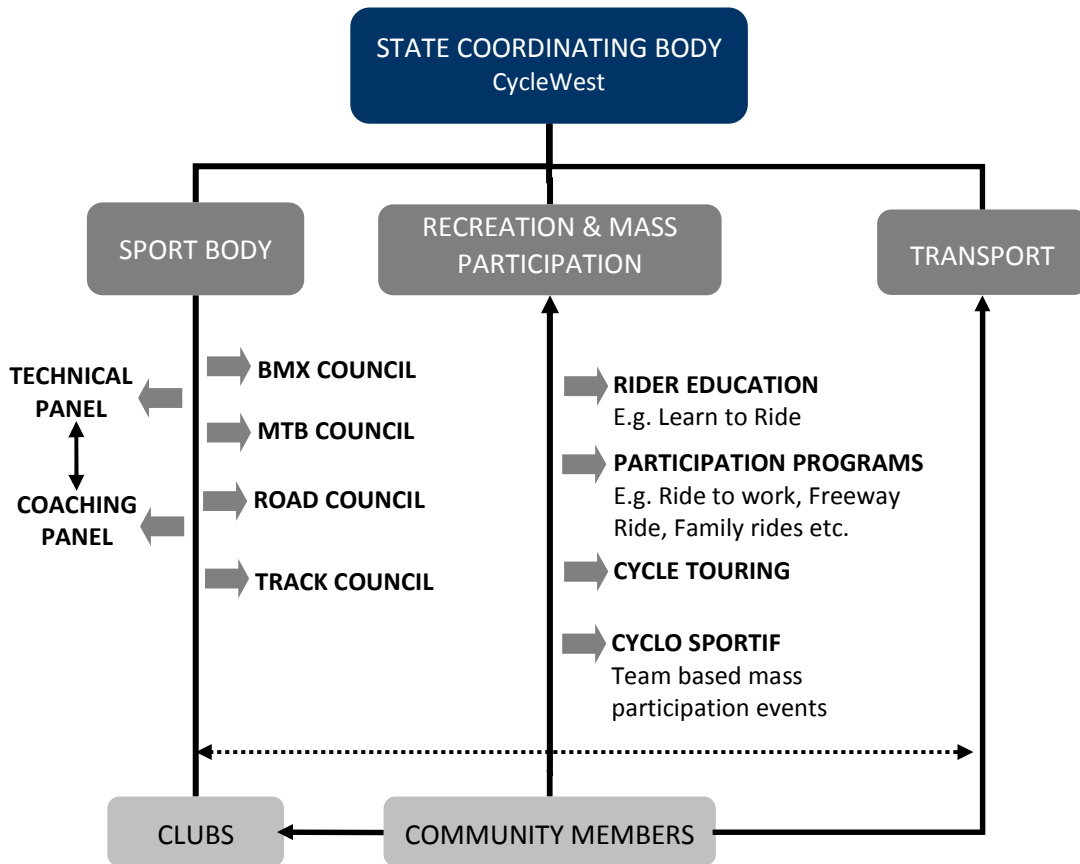 STATE COORDINATING BODY
CycleWest
SPORT BODY
RECREATION & MASS
PARTICIPATION
TRANSPORT
TECHNICAL
PANEL
COACHING
PANEL
BMX COUNCIL
MTB COUNCIL
ROAD COUNCIL
TRACK COUNCIL
RIDER EDUCATION
E.g. Learn to Ride
PARTICIPATION PROGRAMS
E.g. Ride to work, Freeway
Ride, Family rides etc.
CYCLE TOURING
CYCLO SPORTIF
Team based mass
participation events
CLUBS
COMMUNITY MEMBERS